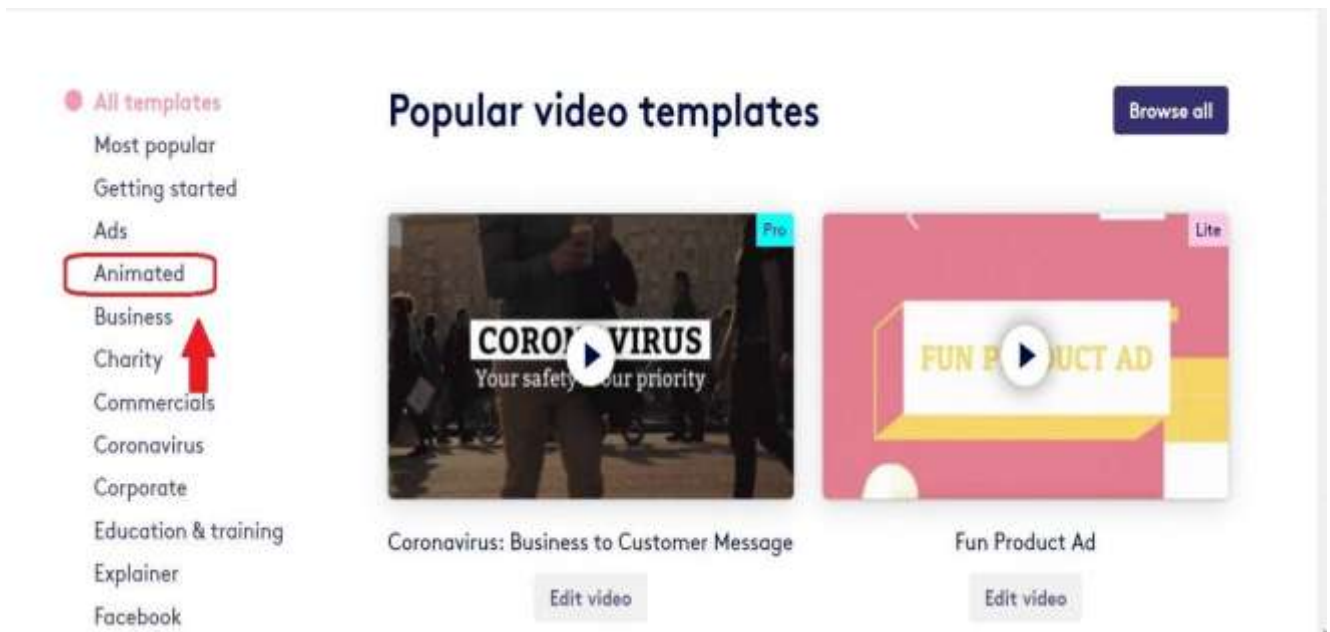 All templates
Most popular
Getting started
Ads
Animated
Business
Charity
Commercials
Coronavirus
Corporate
Education & training
Explainer
Facebook
Popular video templates
Browse all
Pro
CORON VIRUS
Your safety our priority
Coronavirus: Business to Customer Message
Edit video
Lite
FUN P UCT AD
Fun Product Ad
Edit video